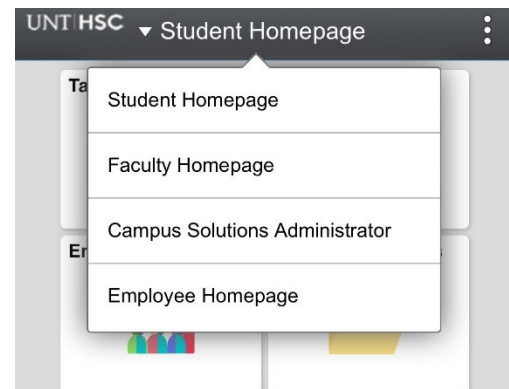 UNT HSC Student Homepage
Student Homepage
Faculty Homepage
Campus Solutions Administrator
Employee Homepage